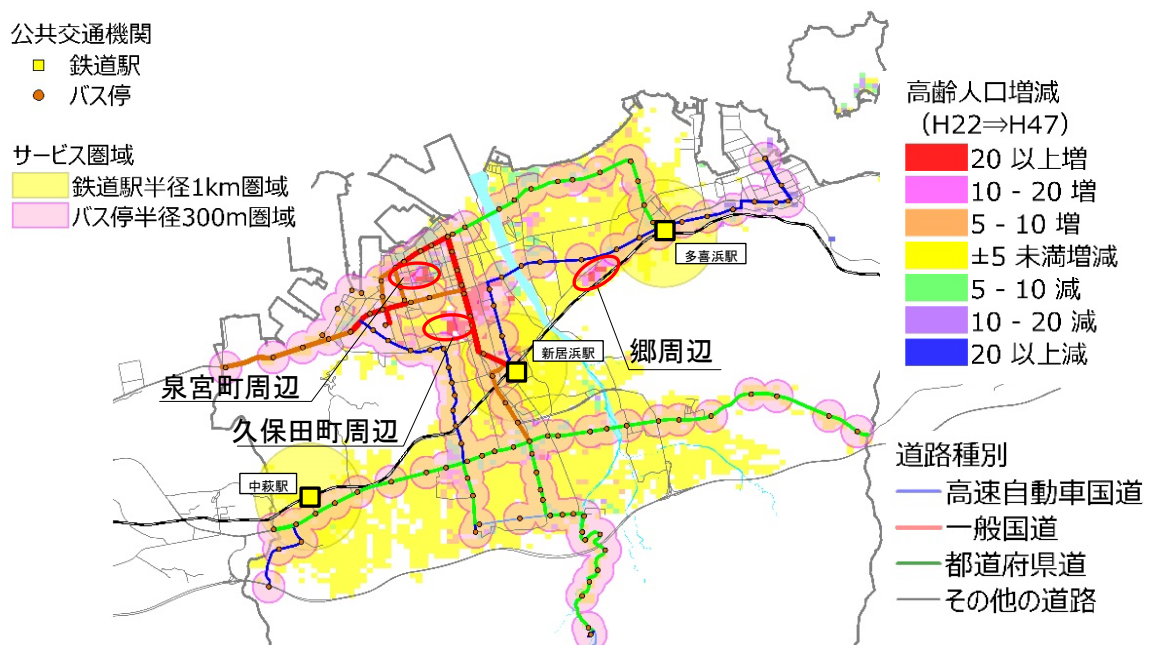 公共交通機関
鉄道駅
バス停
サービス圏域
鉄道駅半径1km圏域
バス停半径300m圏域
高齢人口増減
（H22⇒H47）
20 以上増
10 - 20 増
5 - 10 増
±5 未満増減
5 - 10 減
10 - 20 減
20 以上減
多喜浜駅
新居浜駅
郷周辺
泉宮町周辺
久保田町周辺
中萩駅
道路種別
高速自動車国道
一般国道
都道府県道
その他の道路